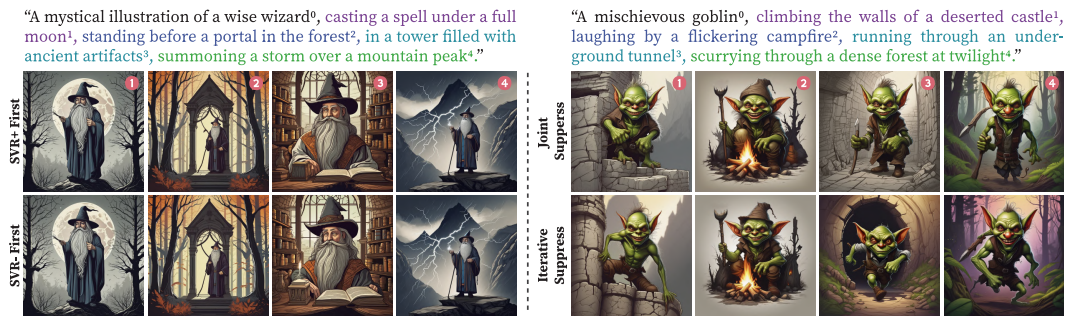 “A mystical illustration of a wise wizard⁰, casting a spell under a full
moon¹, standing before a portal in the forest², in a tower filled with
ancient artifacts³, summoning a storm over a mountain peak⁴.”
SVR+ First
1
2
3
4
SVR- First
“A mischievous goblin⁰, climbing the walls of a deserted castle¹,
laughing by a flickering campfire², running through an under-
ground tunnel³, scurrying through a dense forest at twilight⁴.”
Joint
Supperss
1
2
3
4
Iterative
Suppress